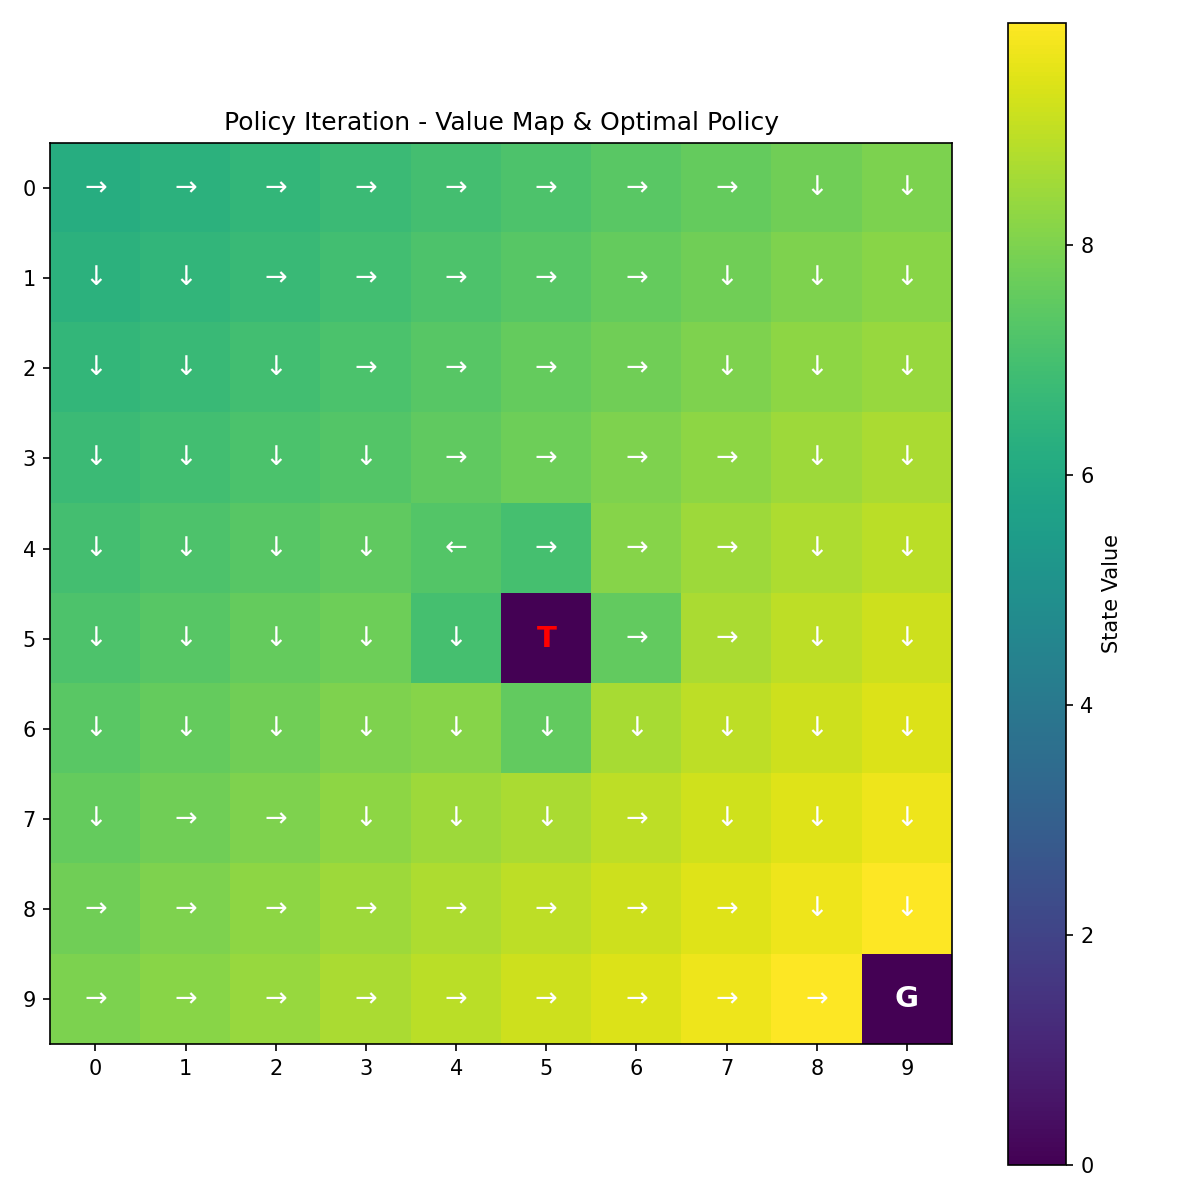 Policy Iteration - Value Map & Optimal Policy
0 → → → → → → → → ↓ ↓
1 ↓ ↓ → → → → → ↓ ↓ ↓
2 ↓ ↓ ↓ → → → → ↓ ↓ ↓
3 ↓ ↓ ↓ ↓ → → → → ↓ ↓
4 ↓ ↓ ↓ ↓ ← → → → ↓ ↓
5 ↓ ↓ ↓ ↓ ↓ T → → ↓ ↓
6 ↓ ↓ ↓ ↓ ↓ ↓ ↓ ↓ ↓ ↓
7 ↓ → → ↓ ↓ ↓ → ↓ ↓ ↓
8 → → → → → → → → ↓ ↓
9 → → → → → → → → → G
0 1 2 3 4 5 6 7 8 9
8
6
4
2
0
State Value